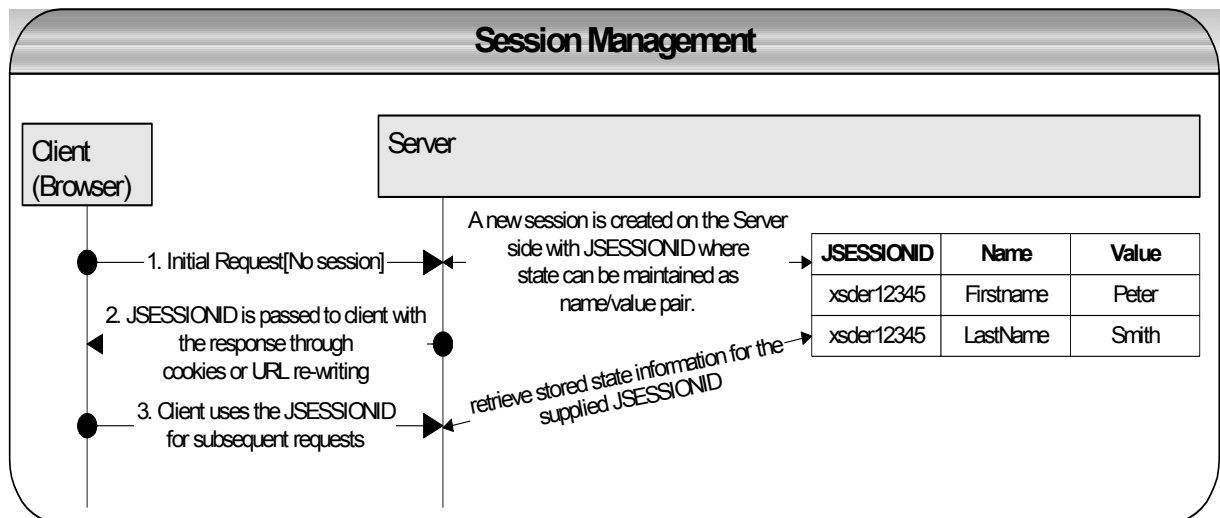 Session Management
Client
(Browser)
Server
A new session is created on the Server
side with JSESSIONID where
state can be maintained as
name/value pair.
1. Initial Request[No session]
JSESSIONID Name Value
xsder12345 Firstname Peter
xsder12345 LastName Smith
2. JSESSIONID is passed to client with
the response through
cookies or URL re-writing
retrieve stored state information for the
supplied JSESSIONID
3. Client uses the JSESSIONID
for subsequent requests